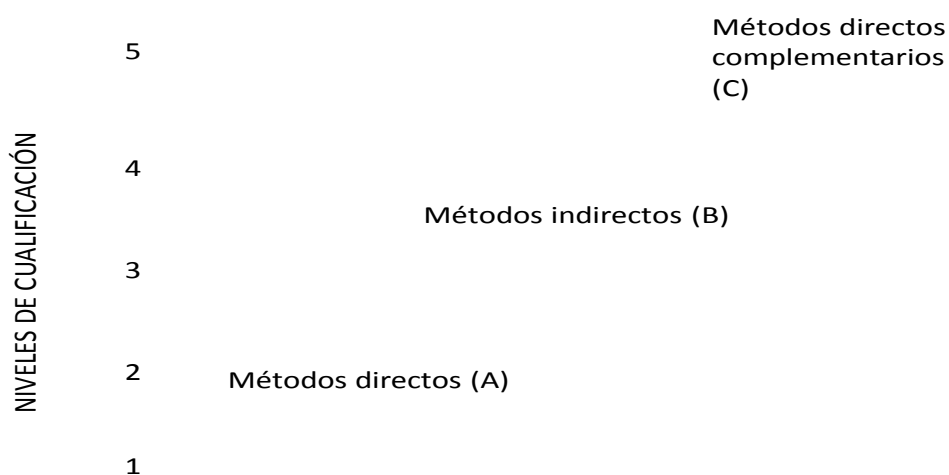 Métodos directos
complementarios
(C)
5
4
Métodos indirectos (B)
3
2
Métodos directos (A)
1
NIVELES DE CUALIFICACIÓN